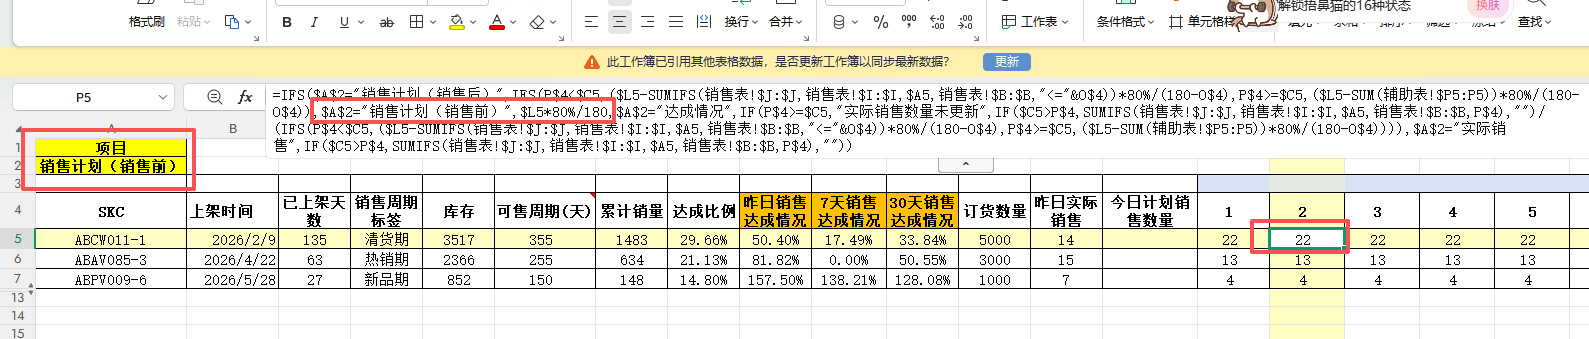 解锁捂鼻猫的16种状态
换肤
格式刷
粘贴
B I U A
换行
合并
%
000
工作表
条件格式
单元格样
查找
此工作簿已引用其他表格数据，是否更新工作簿以同步最新数据？
更新
P5
fx
=IFS($A$2="销售计划（销售后）",IFS(P$4<$C5,($L5-SUMIFS(销售表!$J:$J,销售表!$I:$I,$A5,销售表!$B:$B,"<="&O$4))*80%/(180-O$4),P$4>=$C5,($L5-SUM(辅助表!$P5:P5))*80%/(180-
O$4)),$A$2="销售计划（销售前）",$L5*80%/180,$A$2="达成情况",IF(P$4>=$C5,"实际销售数量未更新",IF($C5>P$4,SUMIFS(销售表!$J:$J,销售表!$I:$I,$A5,销售表!$B:$B,P$4),"")/
(IFS(P$4<$C5,($L5-SUMIFS(销售表!$J:$J,销售表!$I:$I,$A5,销售表!$B:$B,"<="&O$4))*80%/(180-O$4),P$4>=$C5,($L5-SUM(辅助表!$P5:P5))*80%/(180-O$4)))),$A$2="实际销
售",IF($C5>P$4,SUMIFS(销售表!$J:$J,销售表!$I:$I,$A5,销售表!$B:$B,P$4),""))
A B
1 项目
2 销售计划（销售前）
3
4 SKC 上架时间 已上架天数 销售周期标签 库存 可售周期(天) 累计销量 达成比例 昨日销售达成情况 7天销售达成情况 30天销售达成情况 订货数量 昨日实际销售 今日计划销售数量 1 2 3 4 5
5 ABCW011-1 2026/2/9 135 清货期 3517 355 1483 29.66% 50.40% 17.49% 33.84% 5000 14 22 22 22 22 22
6 ABAV085-3 2026/4/22 63 热销期 2366 255 634 21.13% 81.82% 0.00% 50.55% 3000 15 13 13 13 13 13
7 ABPV009-6 2026/5/28 27 新品期 852 150 148 14.80% 157.50% 138.21% 128.08% 1000 7 4 4 4 4 4
13
14
15